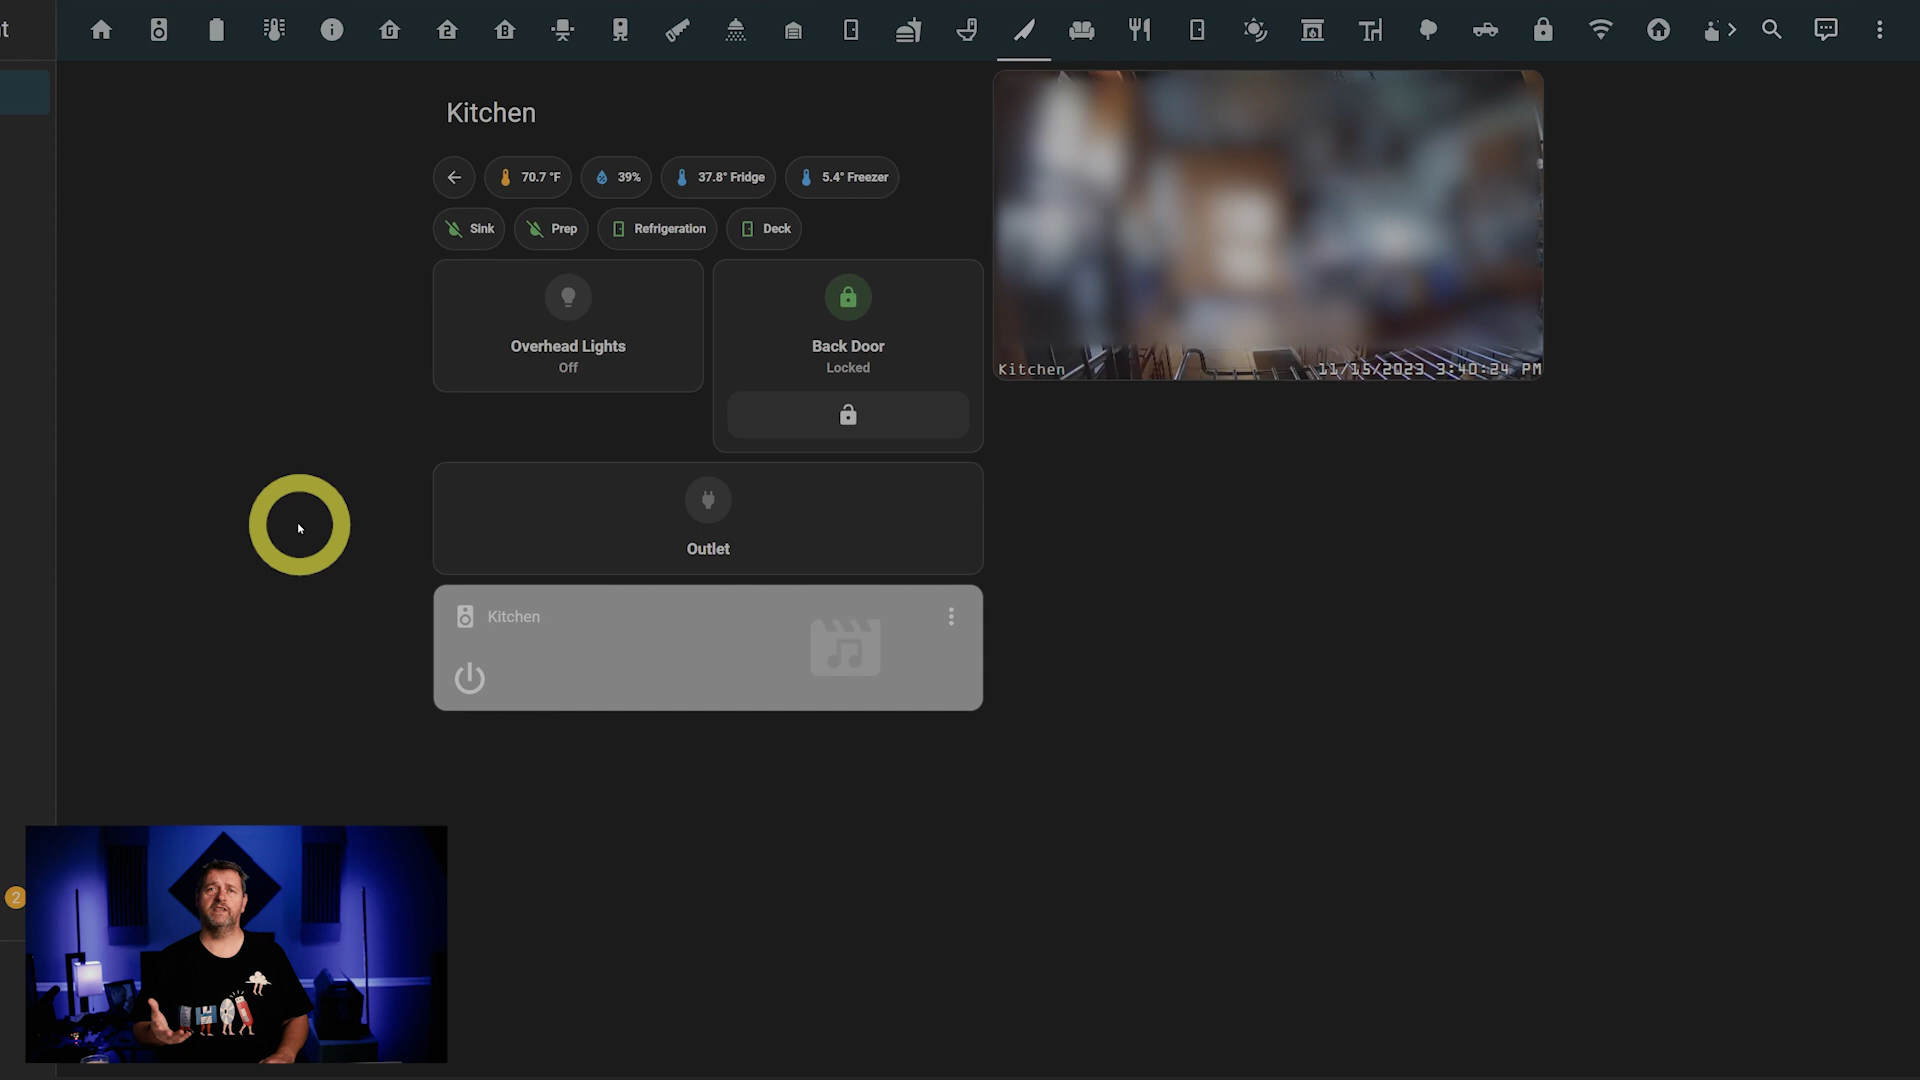 t
G
2
B
Kitchen
70.7 °F
39%
37.8° Fridge
5.4° Freezer
Sink
Prep
Refrigeration
Deck
Overhead Lights
Off
Back Door
Locked
Outlet
Kitchen
Kitchen
11/15/2023 3:40:24 PM
2